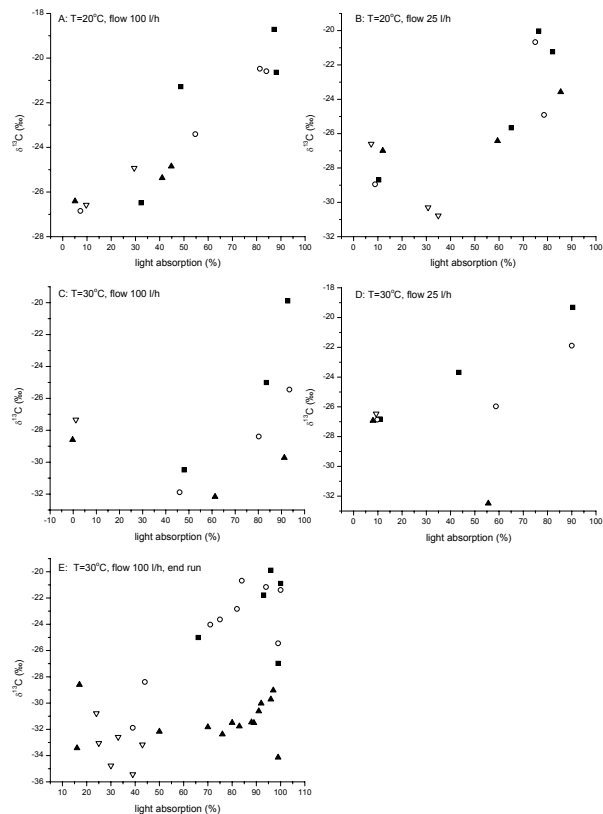 A: T=20°C, flow 100 l/h
-18
-20
-22
-24
-26
-28
δ¹³C (‰)
0 10 20 30 40 50 60 70 80 90 100
light absorption (%)
B: T=20°C, flow 25 l/h
-20
-22
-24
-26
-28
-30
-32
δ¹³C (‰)
0 10 20 30 40 50 60 70 80 90 100
light absorption (%)
C: T=30°C, flow 100 l/h
-20
-22
-24
-26
-28
-30
-32
δ¹³C (‰)
-10 0 10 20 30 40 50 60 70 80 90 100
light absorption (%)
D: T=30°C, flow 25 l/h
-20
-22
-24
-26
-28
-30
-32
δ¹³C (‰)
0 10 20 30 40 50 60 70 80 90 100
light absorption (%)
E: T=30°C, flow 100 l/h, end run
-20
-22
-24
-26
-28
-30
-32
-34
-36
δ¹³C (‰)
10 20 30 40 50 60 70 80 90 100
light absorption (%)